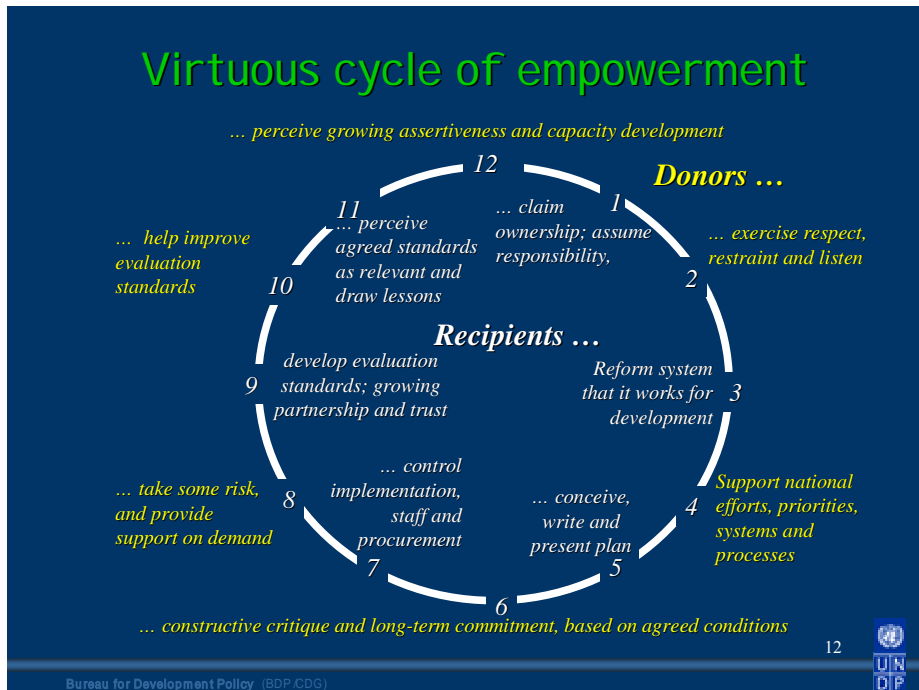 Virtuous cycle of empowerment
… perceive growing assertiveness and capacity development
12
Donors …
1
… claim
ownership; assume
responsibility,
… exercise respect,
restraint and listen
2
Reform system
that it works for
development
3
Support national
efforts, priorities,
systems and
processes
4
… conceive,
write and
present plan
5
6
… constructive critique and long-term commitment, based on agreed conditions
… control
implementation,
staff and
procurement
7
… take some risk,
and provide
support on demand
8
Recipients …
develop evaluation
standards; growing
partnership and trust
9
… help improve
evaluation
standards
10
11
… perceive
agreed standards
as relevant and
draw lessons
12
Bureau for Development Policy (BDP/CDG)
U N
D P